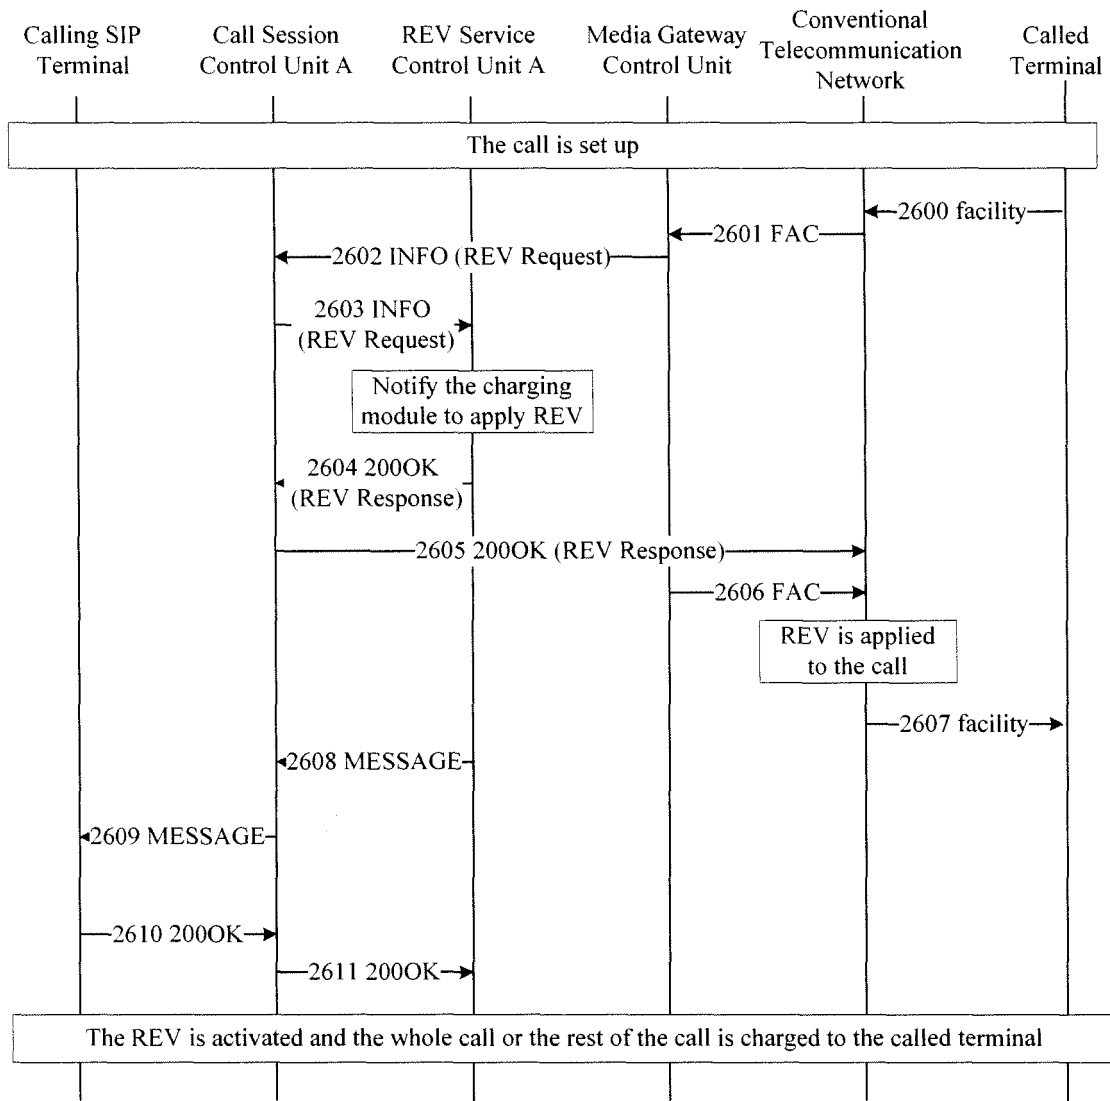 Calling SIP
Terminal
Call Session
Control Unit A
REV Service
Control Unit A
Media Gateway
Control Unit
Conventional
Telecommunication
Network
Called
Terminal
The call is set up
2600 facility
2601 FAC
2602 INFO (REV Request)
2603 INFO
(REV Request)
Notify the charging
module to apply REV
2604 200OK
(REV Response)
2605 200OK (REV Response)
2606 FAC
REV is applied
to the call
2607 facility
2608 MESSAGE
2609 MESSAGE
2610 200OK
2611 200OK
The REV is activated and the whole call or the rest of the call is charged to the called terminal